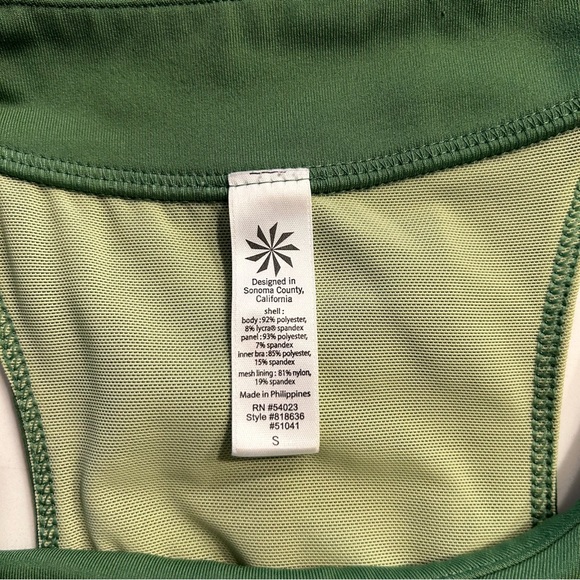 Designed in
Sonoma County,
California
shell :
body :92% polyester,
8% lycra® spandex
panel :93% polyester,
7% spandex
inner bra :85% polyester,
15% spandex
mesh lining : 81% nylon,
19% spandex
Made in Philippines
RN #54023
Style #818636
#51041
S